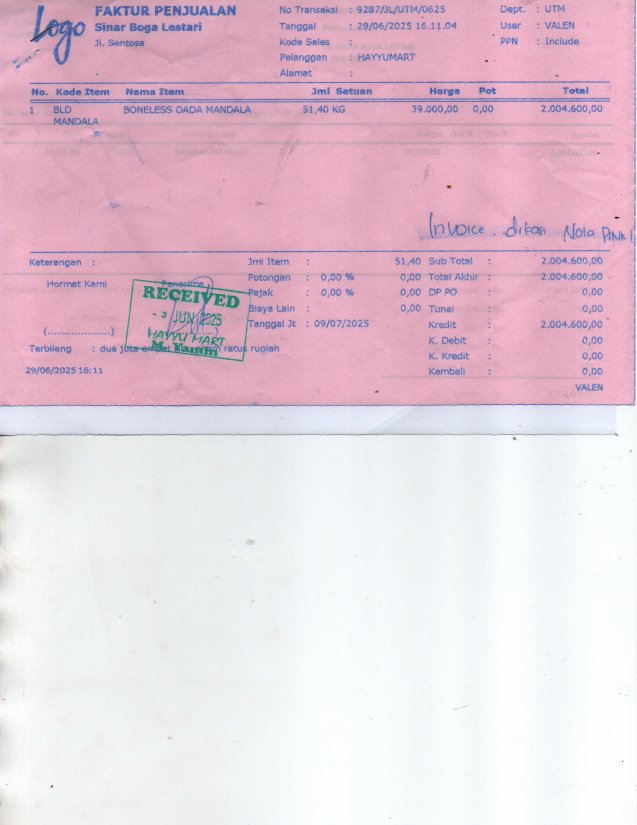 Logo
FAKTUR PENJUALAN
Sinar Boga Lestari
Jl. Sentosa
No Transaksi : 9287/JL/UTM/0625
Tanggal : 29/06/2025 16.11.04
Kode Sales :
Pelanggan : HAYYUMART
Alamat :
Dept. : UTM
User : VALEN
PPN : Include
No. Kode Item Nama Item Jml Satuan Harga Pot Total
1 BLD MANDALA BONELESS DADA MANDALA 51,40 KG 39.000,00 0,00 2.004.600,00
Invoice, dikan Nota PINK
Keterangan :
Hormat Kami Penerima
(..................)
Terbilang : dua juta ratus rupiah
29/06/2025 16:11
RECEIVED
JUN 2025
HAYYU MART
Jml Item : 51,40
Potongan : 0,00 % 0,00
Pajak : 0,00 % 0,00
Biaya Lain : 0,00
Tanggal Jt : 09/07/2025
Sub Total : 2.004.600,00
Total Akhir : 2.004.600,00
DP PO : 0,00
Tunai : 0,00
Kredit : 2.004.600,00
K. Debit : 0,00
K. Kredit : 0,00
Kembali : 0,00
VALEN